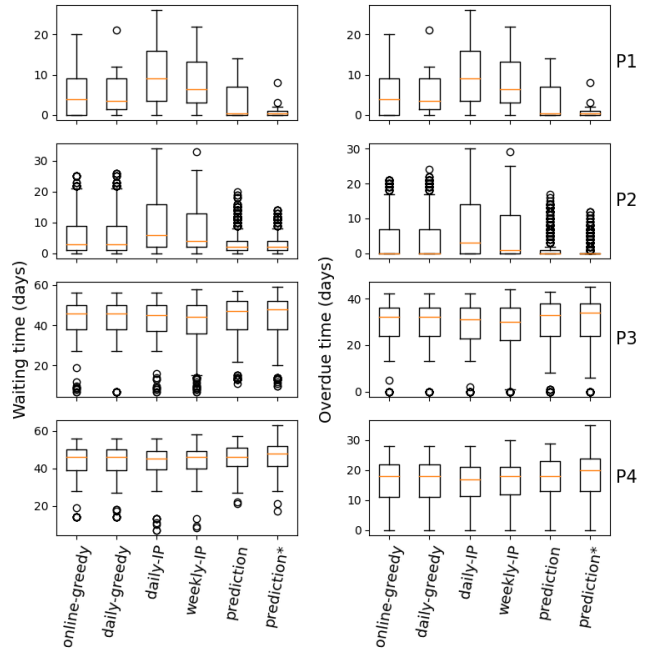 20
10
0
20
10
0
P1
30
20
10
0
30
20
10
0
P2
60
40
20
40
20
0
P3
60
40
20
30
20
10
0
P4
Waiting time (days)
Overdue time (days)
online-greedy
daily-greedy
daily-IP
weekly-IP
prediction
prediction*
online-greedy
daily-greedy
daily-IP
weekly-IP
prediction
prediction*